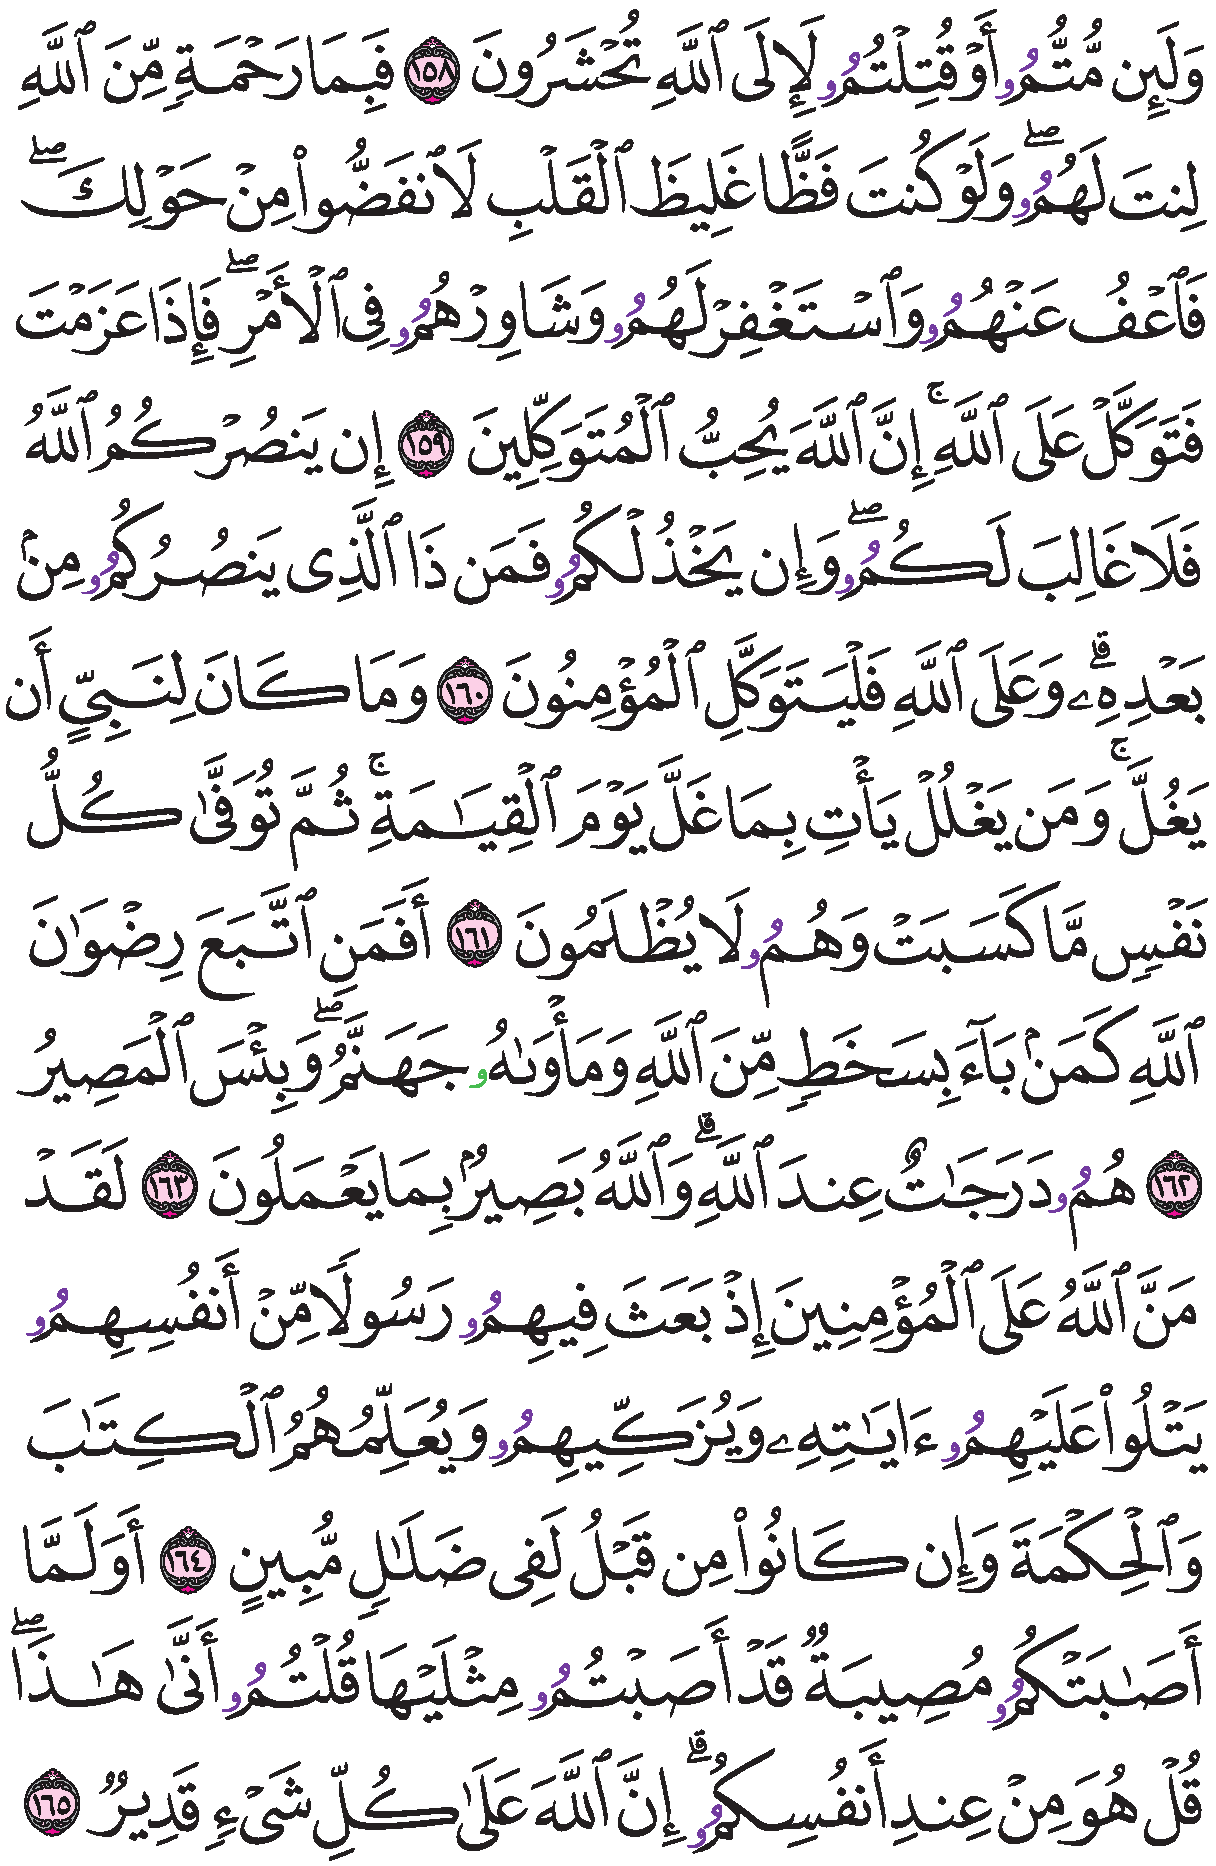 وَلَئِن مُّتُّمُۥ أَوۡ قُتِلۡتُمُۥ لَإِلَى ٱللَّهِ تُحۡشَرُونَ ١٥٨ فَبِمَا رَحۡمَةٖ مِّنَ ٱللَّهِ
لِنتَ لَهُمُۥۖ وَلَوۡ كُنتَ فَظًّا غَلِيظَ ٱلۡقَلۡبِ لَٱنفَضُّواْ مِنۡ حَوۡلِكَۖ
فَٱعۡفُ عَنۡهُمُۥ وَٱسۡتَغۡفِرۡ لَهُمُۥ وَشَاوِرۡهُمُۥ فِي ٱلۡأَمۡرِۖ فَإِذَا عَزَمۡتَ
فَتَوَكَّلۡ عَلَى ٱللَّهِۚ إِنَّ ٱللَّهَ يُحِبُّ ٱلۡمُتَوَكِّلِينَ ١٥٩ إِن يَنصُرۡكُمُ ٱللَّهُ
فَلَا غَالِبَ لَكُمُۥۖ وَإِن يَخۡذُلۡكُمُۥ فَمَن ذَا ٱلَّذِي يَنصُرُكُمُۥ مِنۢ
بَعۡدِهِۦۗ وَعَلَى ٱللَّهِ فَلۡيَتَوَكَّلِ ٱلۡمُؤۡمِنُونَ ١٦٠ وَمَا كَانَ لِنَبِيٍّ أَن
يَغُلَّۚ وَمَن يَغۡلُلۡ يَأۡتِ بِمَا غَلَّ يَوۡمَ ٱلۡقِيَٰمَةِۚ ثُمَّ تُوَفَّىٰ كُلُّ
نَفۡسٖ مَّا كَسَبَتۡ وَهُمُۥ لَا يُظۡلَمُونَ ١٦١ أَفَمَنِ ٱتَّبَعَ رِضۡوَٰنَ
ٱللَّهِ كَمَنۢ بَآءَ بِسَخَطٖ مِّنَ ٱللَّهِ وَمَأۡوَىٰهُۥ جَهَنَّمُۖ وَبِئۡسَ ٱلۡمَصِيرُ
١٦٢ هُمُۥ دَرَجَٰتٌ عِندَ ٱللَّهِۗ وَٱللَّهُ بَصِيرُۢ بِمَا يَعۡمَلُونَ ١٦٣ لَقَدۡ
مَنَّ ٱللَّهُ عَلَى ٱلۡمُؤۡمِنِينَ إِذۡ بَعَثَ فِيهِمُۥ رَسُولٗا مِّنۡ أَنفُسِهِمُۥ
يَتۡلُواْ عَلَيۡهِمُۥ ءَايَٰتِهِۦ وَيُزَكِّيهِمُۥ وَيُعَلِّمُهُمُ ٱلۡكِتَٰبَ
وَٱلۡحِكۡمَةَ وَإِن كَانُواْ مِن قَبۡلُ لَفِي ضَلَٰلٖ مُّبِينٍ ١٦٤ أَوَلَمَّا
أَصَٰبَتۡكُمُۥ مُصِيبَةٞ قَدۡ أَصَبۡتُمُۥ مِثۡلَيۡهَا قُلۡتُمُۥ أَنَّىٰ هَٰذَاۖ
قُلۡ هُوَ مِنۡ عِندِ أَنفُسِكُمُۥۗ إِنَّ ٱللَّهَ عَلَىٰ كُلِّ شَيۡءٖ قَدِيرٞ ١٦٥